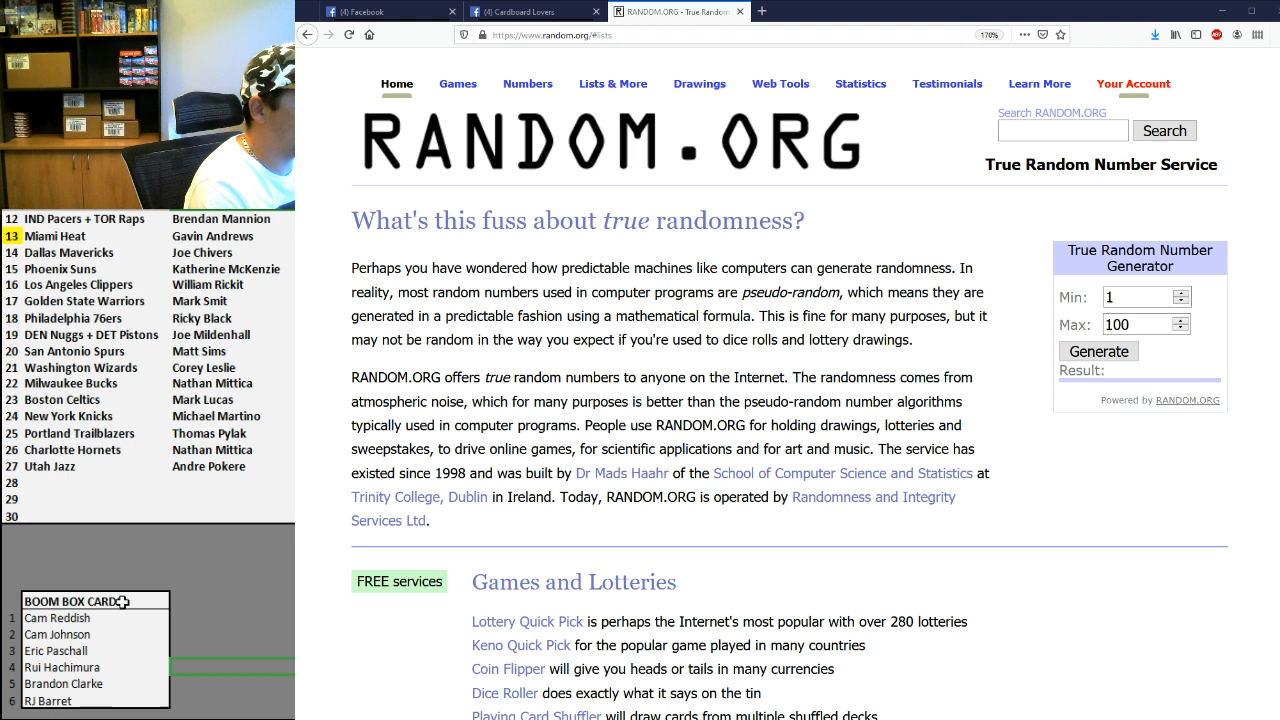 (4) Facebook
(4) Cardboard Lovers
RANDOM.ORG - True Random
https://www.random.org/#lists
170%
Home Games Numbers Lists & More Drawings Web Tools Statistics Testimonials Learn More Your Account
RANDOM.ORG
Search RANDOM.ORG
Search
True Random Number Service
What's this fuss about true randomness?
Perhaps you have wondered how predictable machines like computers can generate randomness. In
reality, most random numbers used in computer programs are pseudo-random, which means they are
generated in a predictable fashion using a mathematical formula. This is fine for many purposes, but it
may not be random in the way you expect if you're used to dice rolls and lottery drawings.
RANDOM.ORG offers true random numbers to anyone on the Internet. The randomness comes from
atmospheric noise, which for many purposes is better than the pseudo-random number algorithms
typically used in computer programs. People use RANDOM.ORG for holding drawings, lotteries and
sweepstakes, to drive online games, for scientific applications and for art and music. The service has
existed since 1998 and was built by Dr Mads Haahr of the School of Computer Science and Statistics at
Trinity College, Dublin in Ireland. Today, RANDOM.ORG is operated by Randomness and Integrity
Services Ltd.
True Random Number
Generator
Min: 1
Max: 100
Generate
Result:
Powered by RANDOM.ORG
FREE services
Games and Lotteries
Lottery Quick Pick is perhaps the Internet's most popular with over 280 lotteries
Keno Quick Pick for the popular game played in many countries
Coin Flipper will give you heads or tails in many currencies
Dice Roller does exactly what it says on the tin
Playing Card Shuffler will draw cards from multiple shuffled decks
12 IND Pacers + TOR Raps Brendan Mannion
13 Miami Heat Gavin Andrews
14 Dallas Mavericks Joe Chivers
15 Phoenix Suns Katherine McKenzie
16 Los Angeles Clippers William Rickit
17 Golden State Warriors Mark Smit
18 Philadelphia 76ers Ricky Black
19 DEN Nuggs + DET Pistons Joe Mildenhall
20 San Antonio Spurs Matt Sims
21 Washington Wizards Corey Leslie
22 Milwaukee Bucks Nathan Mittica
23 Boston Celtics Mark Lucas
24 New York Knicks Michael Martino
25 Portland Trailblazers Thomas Pylak
26 Charlotte Hornets Nathan Mittica
27 Utah Jazz Andre Pokere
28
29
30
BOOM BOX CARD
1 Cam Reddish
2 Cam Johnson
3 Eric Paschall
4 Rui Hachimura
5 Brandon Clarke
6 RJ Barret